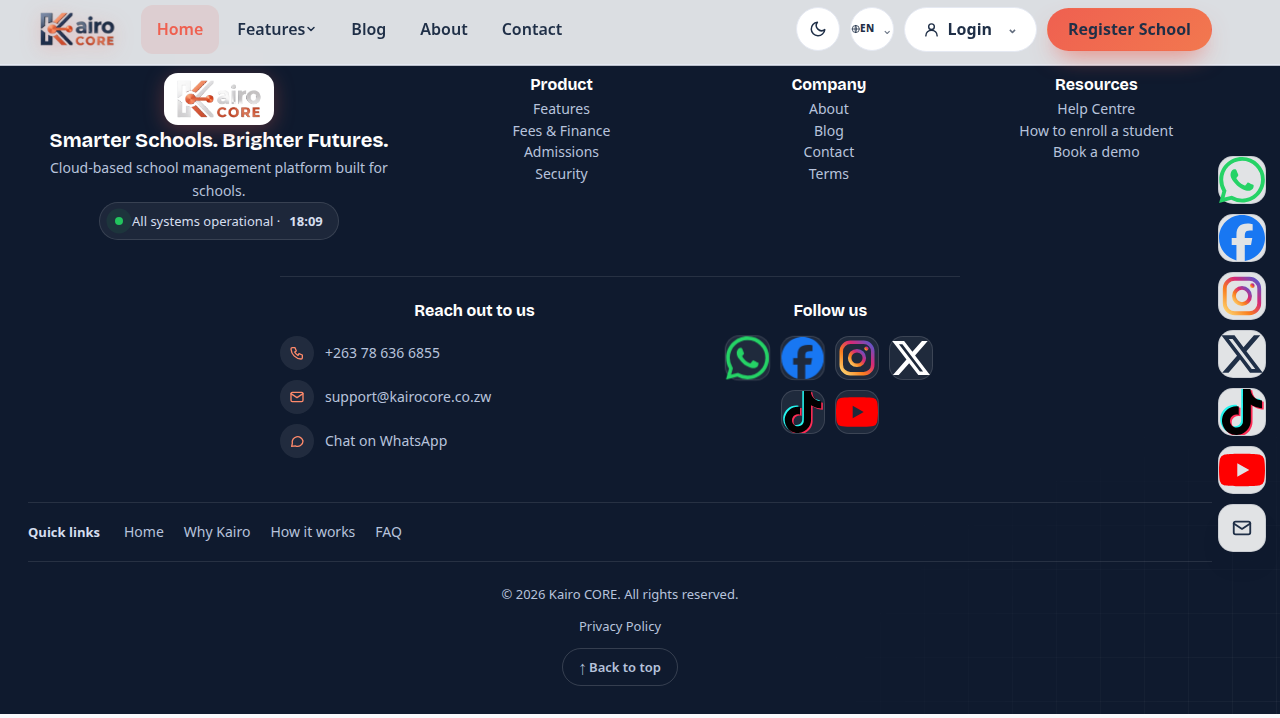 Kairo
CORE
Home
Features
Blog
About
Contact
EN
Login
Register School
Kairo
CORE
Smarter Schools. Brighter Futures.
Cloud-based school management platform built for
schools.
All systems operational · 18:09
Product
Features
Fees & Finance
Admissions
Security
Company
About
Blog
Contact
Terms
Resources
Help Centre
How to enroll a student
Book a demo
Reach out to us
+263 78 636 6855
support@kairocore.co.zw
Chat on WhatsApp
Follow us
Quick links
Home
Why Kairo
How it works
FAQ
© 2026 Kairo CORE. All rights reserved.
Privacy Policy
↑ Back to top